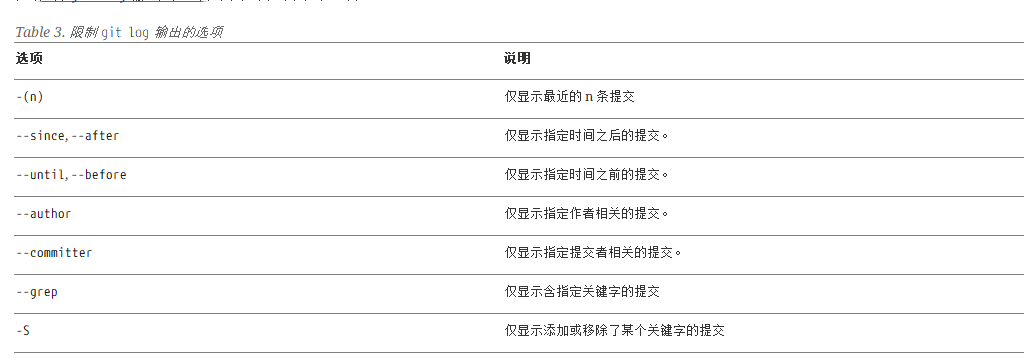 Table 3. 限制 git log 输出的选项
选项 说明
-(n) 仅显示最近的 n 条提交
--since, --after 仅显示指定时间之后的提交。
--until, --before 仅显示指定时间之前的提交。
--author 仅显示指定作者相关的提交。
--committer 仅显示指定提交者相关的提交。
--grep 仅显示含指定关键字的提交
-S 仅显示添加或移除了某个关键字的提交